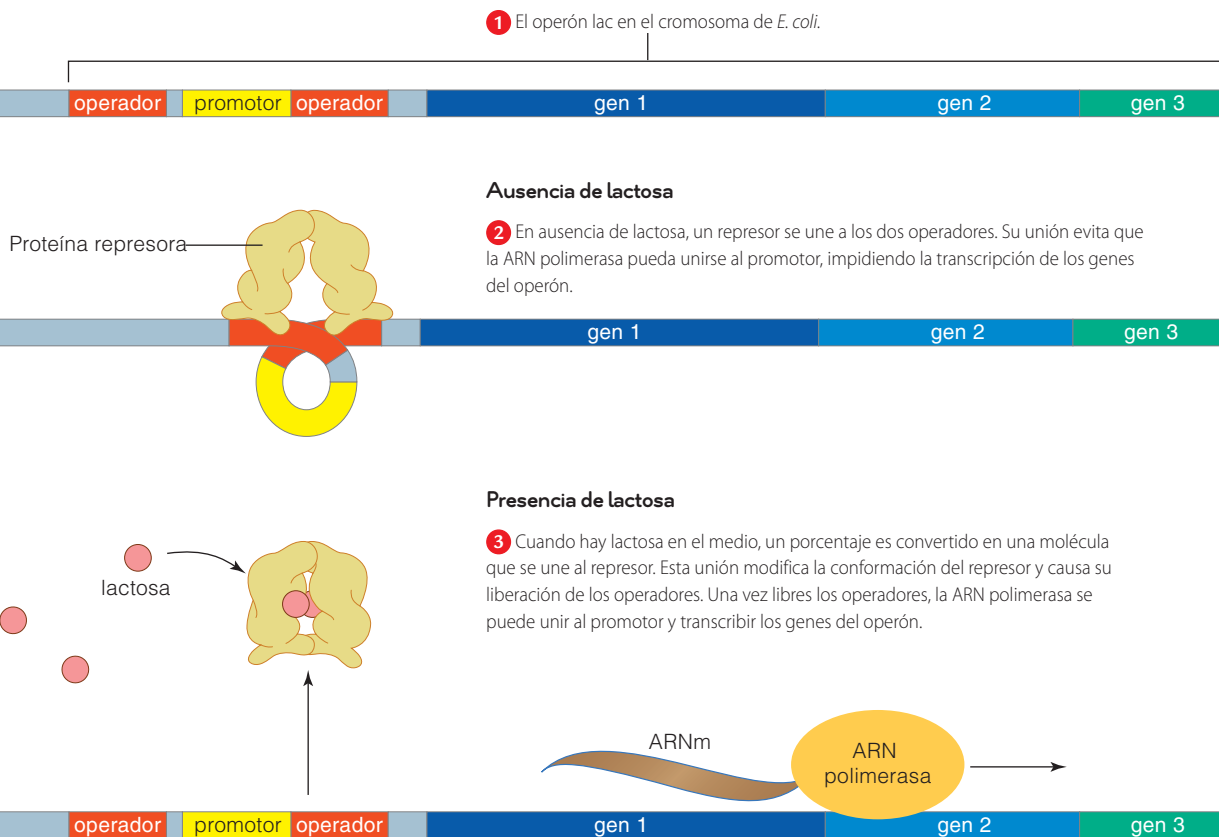 1 El operón lac en el cromosoma de E. coli.
operador promotor operador gen 1 gen 2 gen 3
Ausencia de lactosa
Proteína represora
2 En ausencia de lactosa, un represor se une a los dos operadores. Su unión evita que
la ARN polimerasa pueda unirse al promotor, impidiendo la transcripción de los genes
del operón.
gen 1 gen 2 gen 3
Presencia de lactosa
3 Cuando hay lactosa en el medio, un porcentaje es convertido en una molécula
que se une al represor. Esta unión modifica la conformación del represor y causa su
liberación de los operadores. Una vez libres los operadores, la ARN polimerasa se
puede unir al promotor y transcribir los genes del operón.
lactosa
ARNm
ARN
polimerasa
operador promotor operador gen 1 gen 2 gen 3